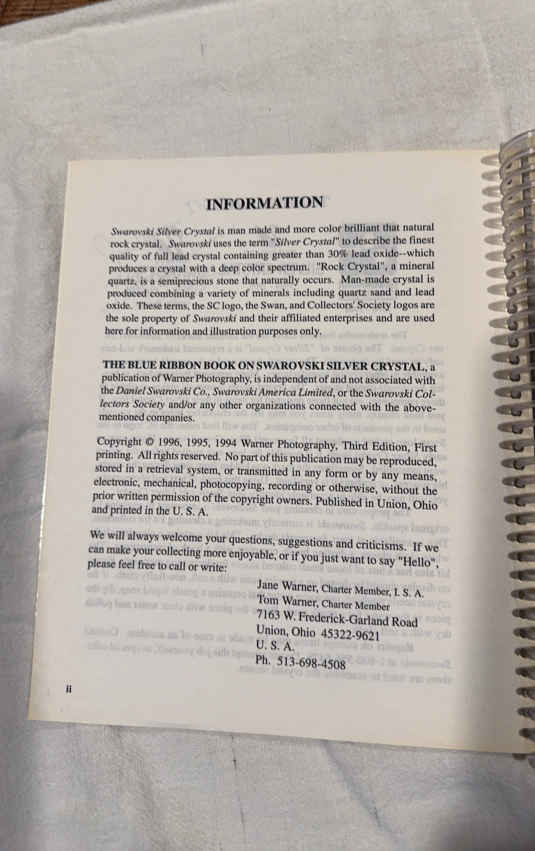 INFORMATION
Swarovski Silver Crystal is man made and more color brilliant that natural
rock crystal. Swarovski uses the term "Silver Crystal" to describe the finest
quality of full lead crystal containing greater than 30% lead oxide--which
produces a crystal with a deep color spectrum. "Rock Crystal", a mineral
quartz, is a semiprecious stone that naturally occurs. Man-made crystal is
produced combining a variety of minerals including quartz sand and lead
oxide. These terms, the SC logo, the Swan, and Collectors' Society logos are
the sole property of Swarovski and their affiliated enterprises and are used
here for information and illustration purposes only.
THE BLUE RIBBON BOOK ON SWAROVSKI SILVER CRYSTAL, a
publication of Warner Photography, is independent of and not associated with
the Daniel Swarovski Co., Swarovski America Limited, or the Swarovski Col-
lectors Society and/or any other organizations connected with the above-
mentioned companies.
Copyright © 1996, 1995, 1994 Warner Photography, Third Edition, First
printing. All rights reserved. No part of this publication may be reproduced,
stored in a retrieval system, or transmitted in any form or by any means,
electronic, mechanical, photocopying, recording or otherwise, without the
prior written permission of the copyright owners. Published in Union, Ohio
and printed in the U. S. A.
We will always welcome your questions, suggestions and criticisms. If we
can make your collecting more enjoyable, or if you just want to say "Hello",
please feel free to call or write:
Jane Warner, Charter Member, I. S. A.
Tom Warner, Charter Member
7163 W. Frederick-Garland Road
Union, Ohio 45322-9621
U. S. A.
Ph. 513-698-4508
ii